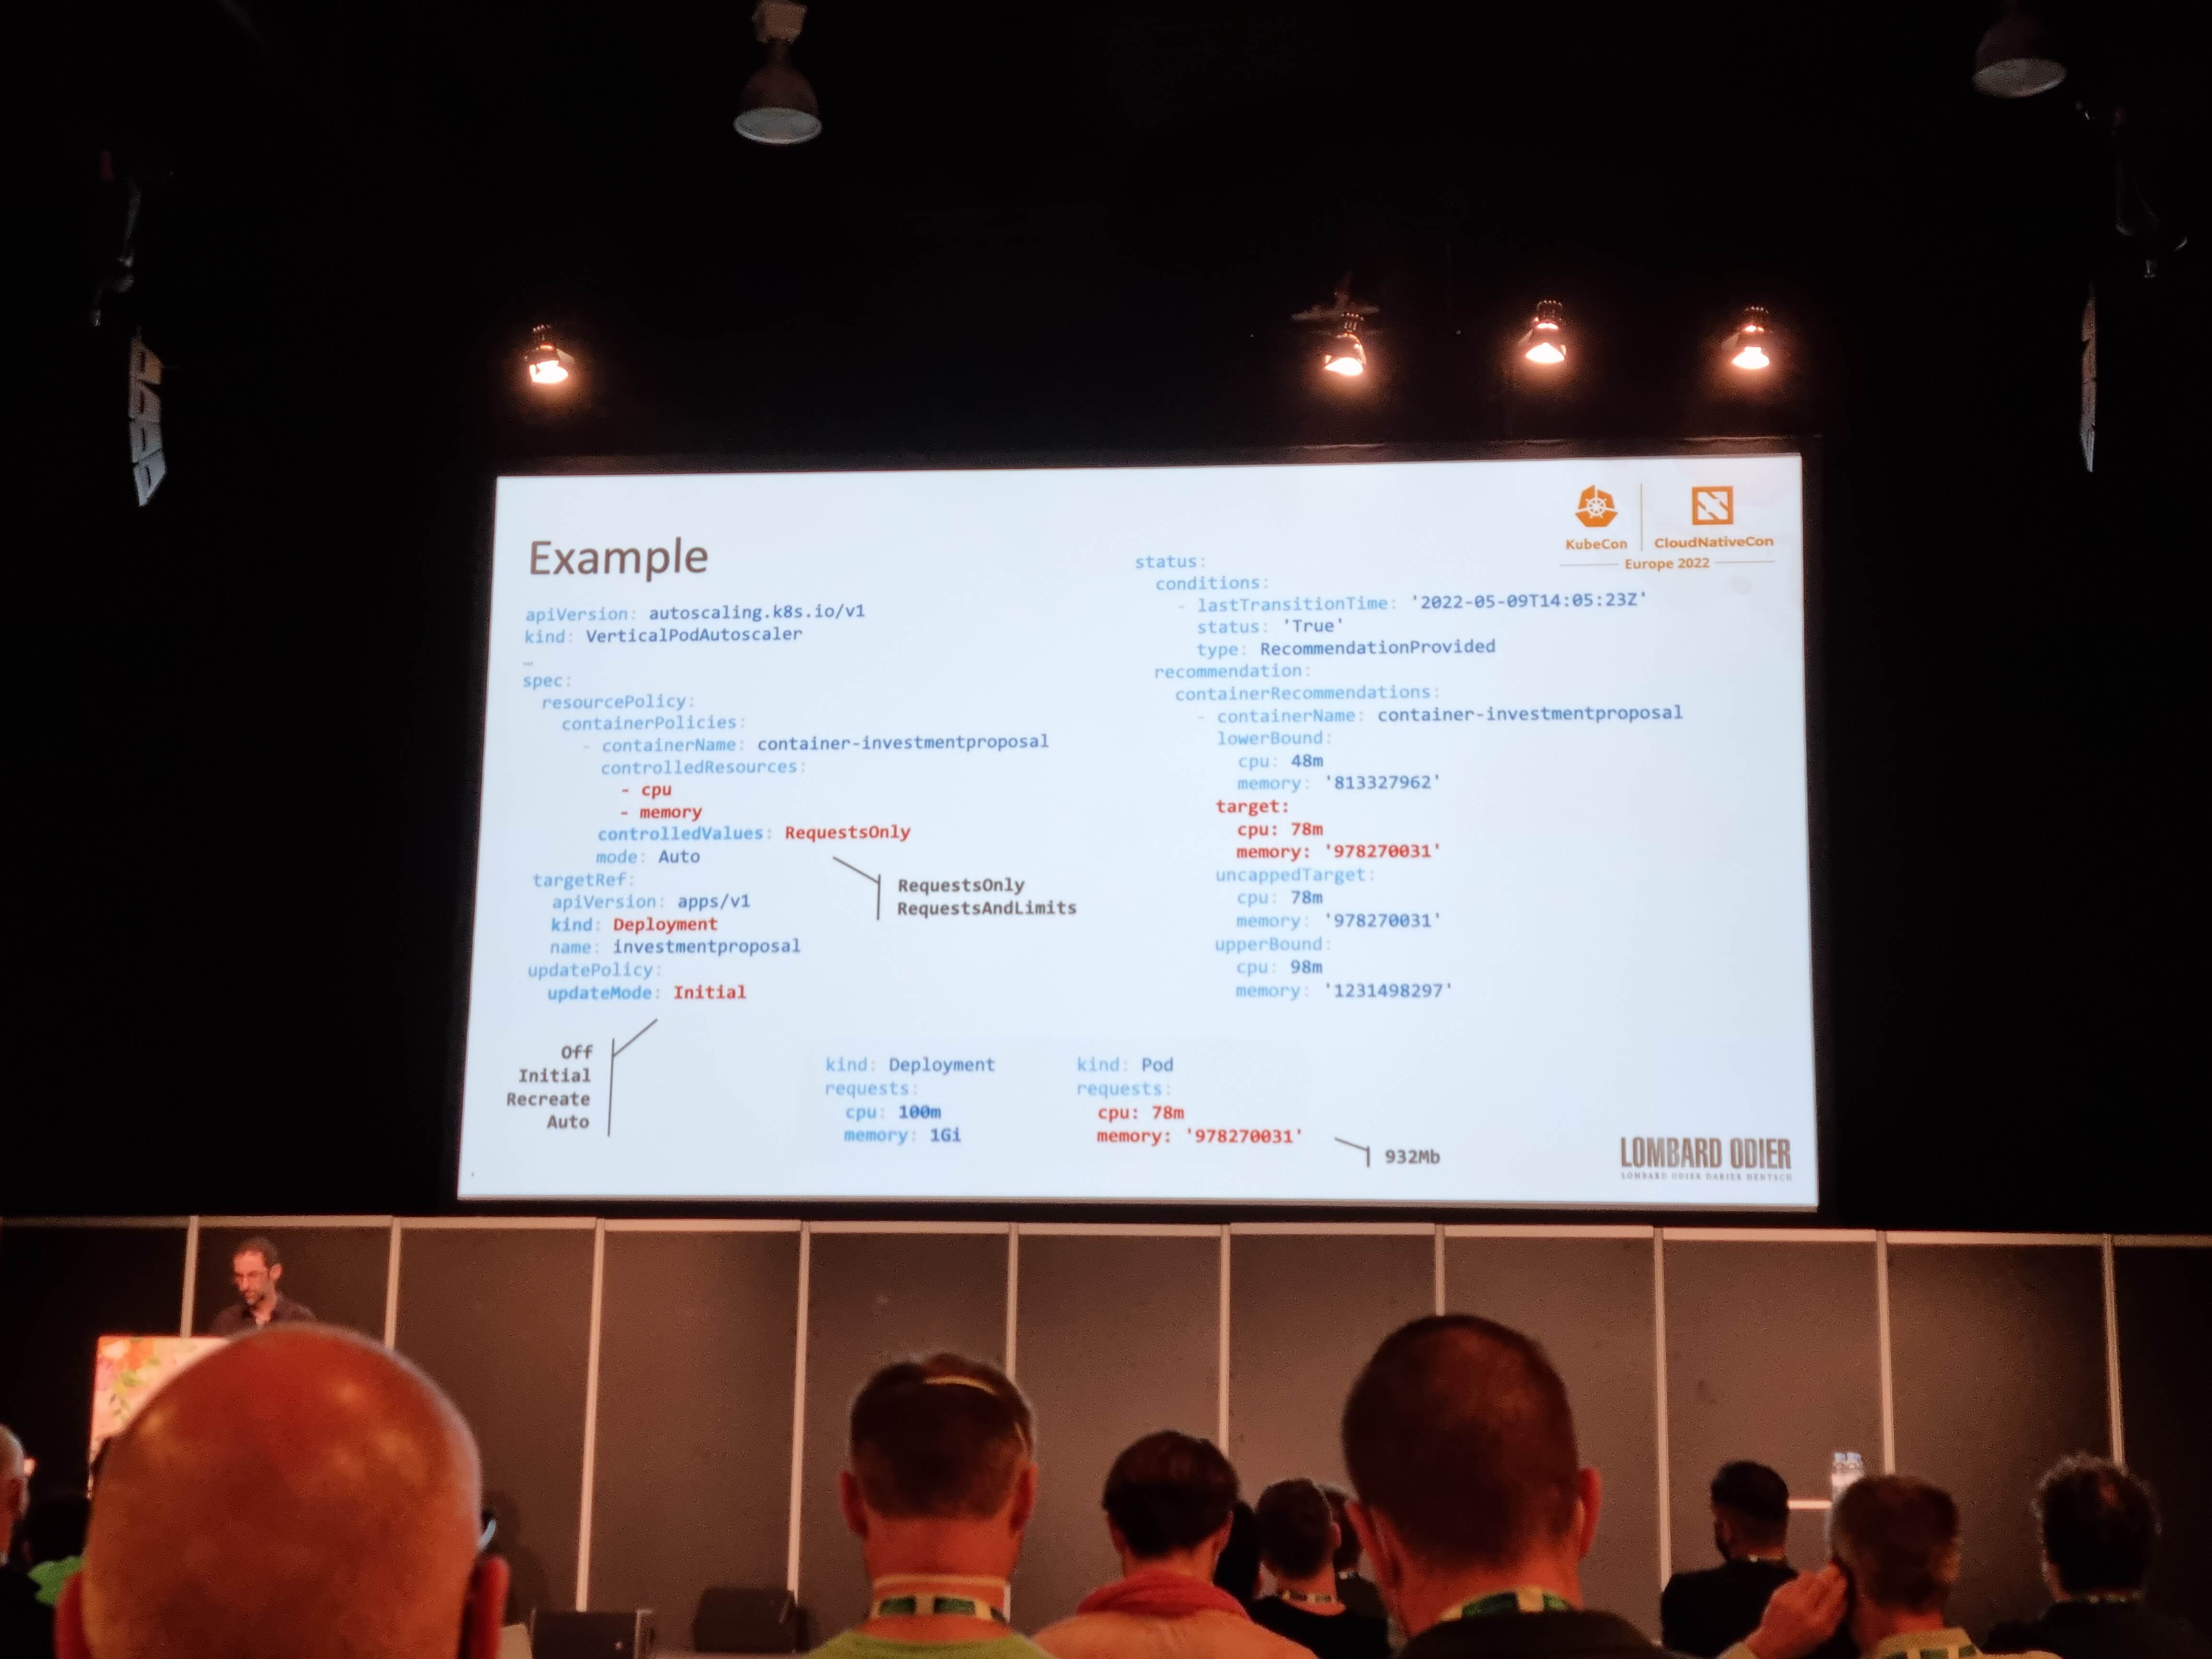 KubeCon
CloudNativeCon
Europe 2022
Example
apiVersion: autoscaling.k8s.io/v1
kind: VerticalPodAutoscaler
…
spec:
resourcePolicy:
containerPolicies:
- containerName: container-investmentproposal
controlledResources:
- cpu
- memory
controlledValues: RequestsOnly
mode: Auto
targetRef:
apiVersion: apps/v1
kind: Deployment
name: investmentproposal
updatePolicy:
updateMode: Initial
RequestsOnly
RequestsAndLimits
Off
Initial
Recreate
Auto
status:
conditions:
- lastTransitionTime: '2022-05-09T14:05:23Z'
status: 'True'
type: RecommendationProvided
recommendation:
containerRecommendations:
- containerName: container-investmentproposal
lowerBound:
cpu: 48m
memory: '813327962'
target:
cpu: 78m
memory: '978270031'
uncappedTarget:
cpu: 78m
memory: '978270031'
upperBound:
cpu: 98m
memory: '1231498297'
kind: Deployment
requests:
cpu: 100m
memory: 1Gi
kind: Pod
requests:
cpu: 78m
memory: '978270031'
932Mb
LOMBARD ODIER
LOMBARD ODIER DARIER HENTSCH